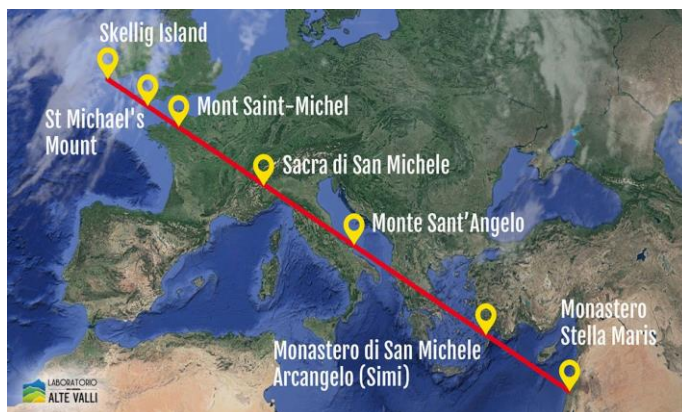 Skellig Island
St Michael's
Mount
Mont Saint-Michel
Sacra di San Michele
Monte Sant'Angelo
Monastero di San Michele
Arcangelo (Simi)
Monastero
Stella Maris
LABORATORIO
ALTE VALLI